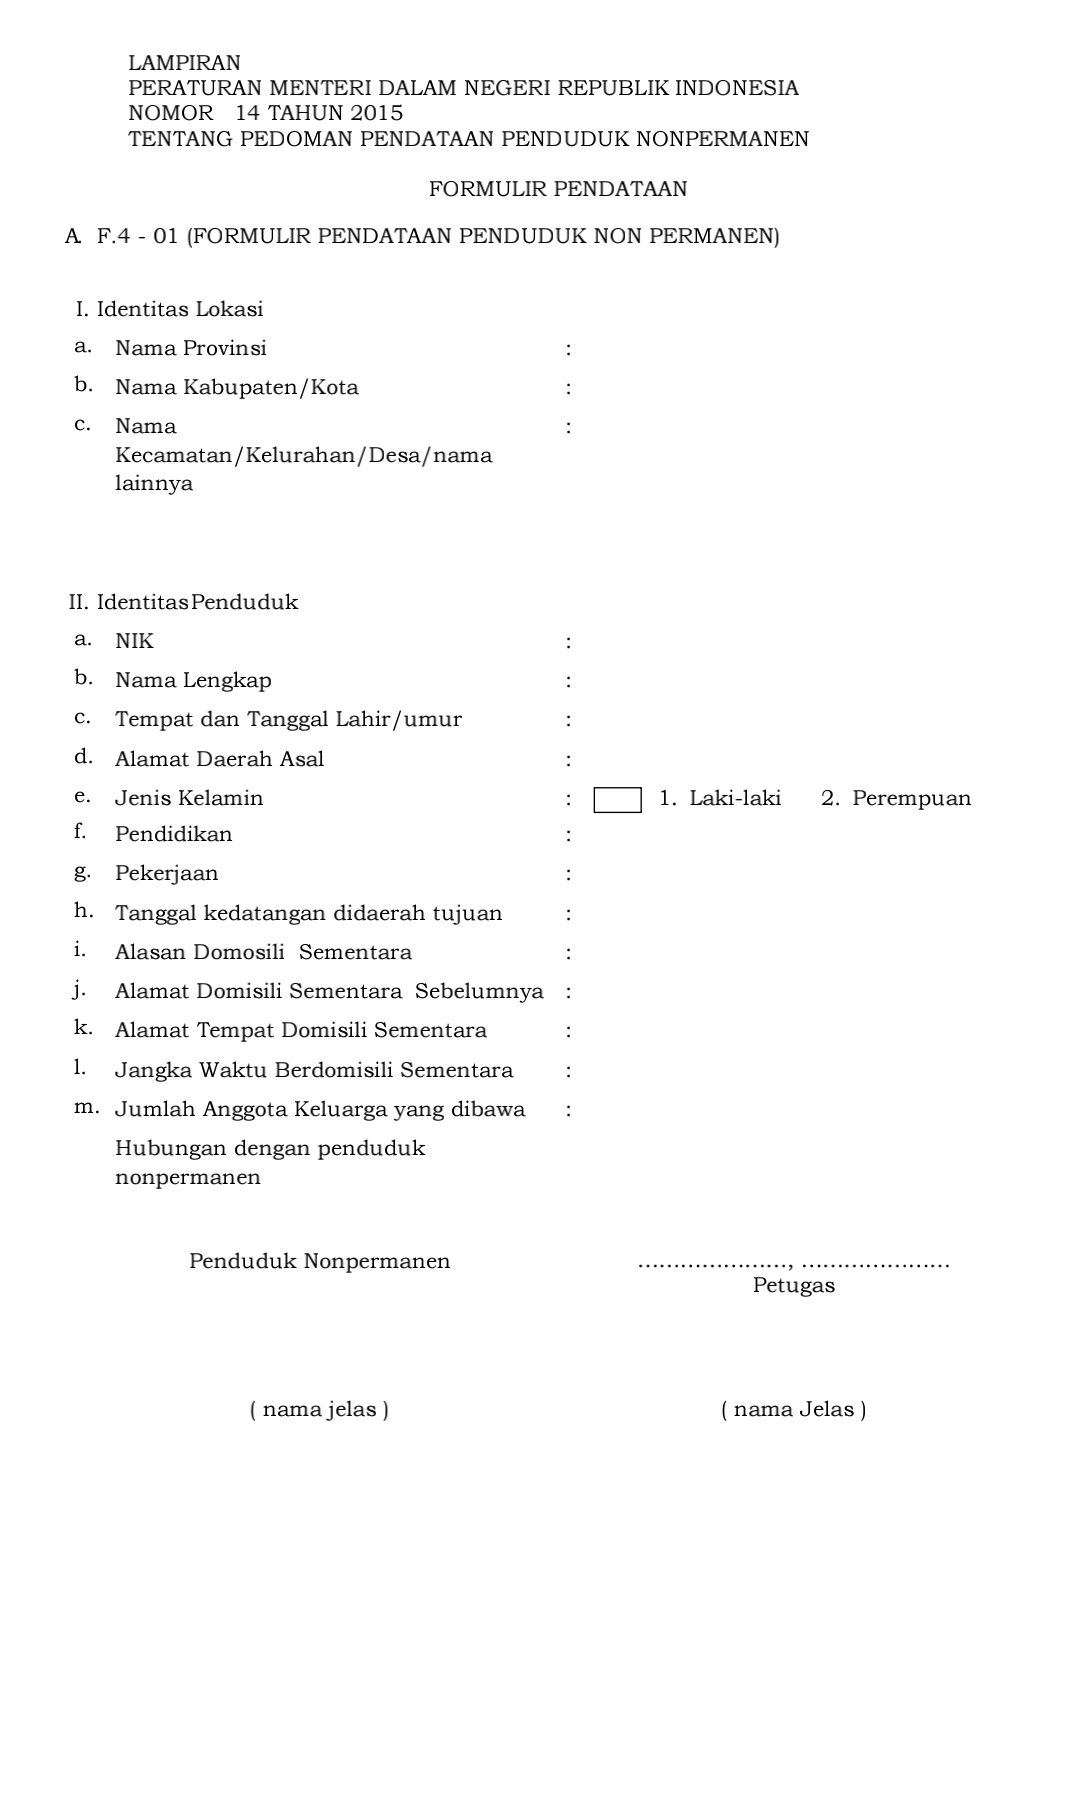 LAMPIRAN
PERATURAN MENTERI DALAM NEGERI REPUBLIK INDONESIA
NOMOR 14 TAHUN 2015
TENTANG PEDOMAN PENDATAAN PENDUDUK NONPERMANEN
FORMULIR PENDATAAN
A. F.4 - 01 (FORMULIR PENDATAAN PENDUDUK NON PERMANEN)
I. Identitas Lokasi
a. Nama Provinsi :
b. Nama Kabupaten/Kota :
c. Nama :
Kecamatan/Kelurahan/Desa/nama
lainnya
II. Identitas Penduduk
a. NIK :
b. Nama Lengkap :
c. Tempat dan Tanggal Lahir/umur :
d. Alamat Daerah Asal :
e. Jenis Kelamin : 1. Laki-laki 2. Perempuan
f. Pendidikan :
g. Pekerjaan :
h. Tanggal kedatangan didaerah tujuan :
i. Alasan Domosili Sementara :
j. Alamat Domisili Sementara Sebelumnya :
k. Alamat Tempat Domisili Sementara :
l. Jangka Waktu Berdomisili Sementara :
m. Jumlah Anggota Keluarga yang dibawa :
Hubungan dengan penduduk
nonpermanen
Penduduk Nonpermanen ....................., .....................
Petugas
( nama jelas ) ( nama Jelas )